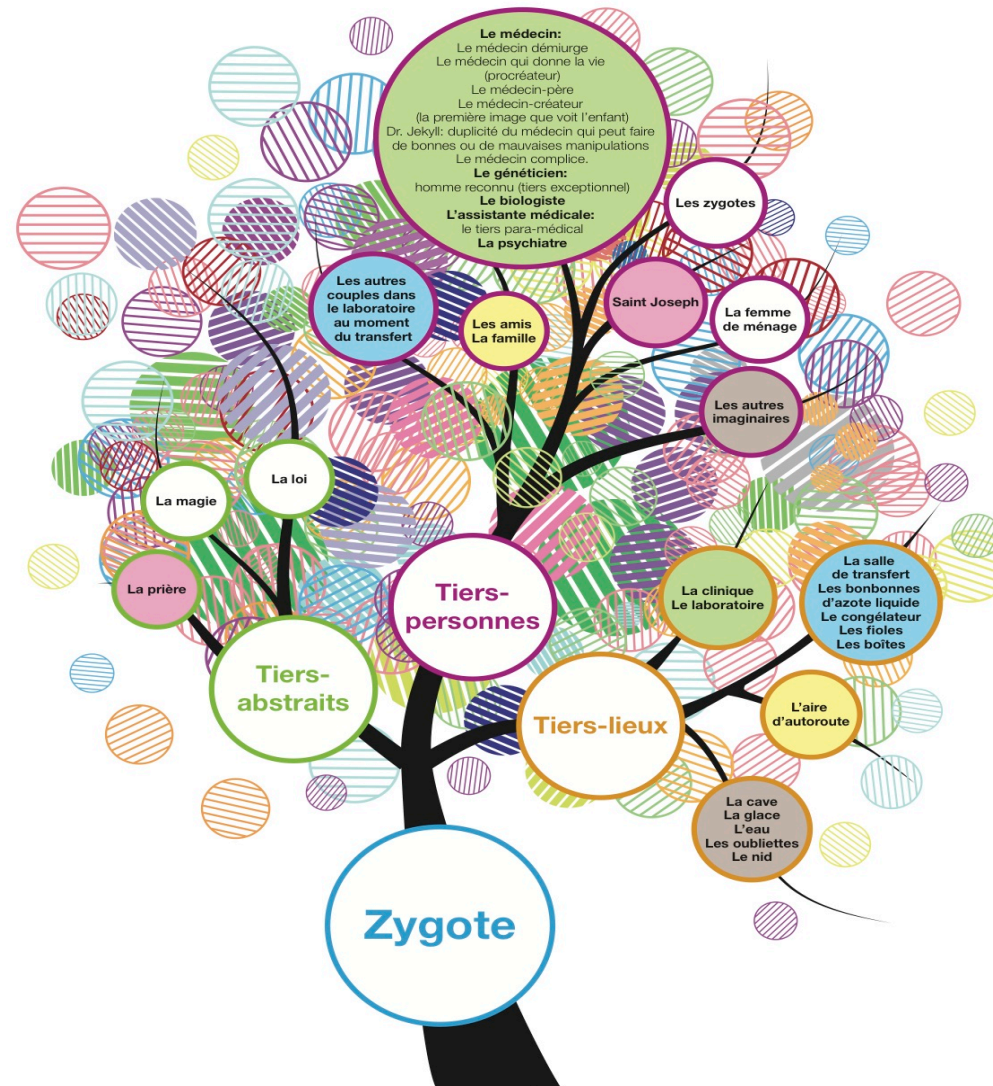 Le médecin:
Le médecin démiurge
Le médecin qui donne la vie
(procréateur)
Le médecin-père
Le médecin-créateur
(la première image que voit l'enfant)
Dr. Jekyll: duplicité du médecin qui peut faire
de bonnes ou de mauvaises manipulations
Le médecin complice.
Le généticien:
homme reconnu (tiers exceptionnel)
Le biologiste
L'assistante médicale:
le tiers para-médical
La psychiatre
Les zygotes
Les autres
couples dans
le laboratoire
au moment
du transfert
Les amis
La famille
Saint Joseph
La femme
de ménage
Les autres
imaginaires
La magie
La loi
La prière
Tiers-
abstraits
Tiers-
personnes
Tiers-lieux
La clinique
Le laboratoire
La salle
de transfert
Les bonbonnes
d'azote liquide
Le congélateur
Les fioles
Les boîtes
L'aire
d'autoroute
La cave
La glace
L'eau
Les oubliettes
Le nid
Zygote